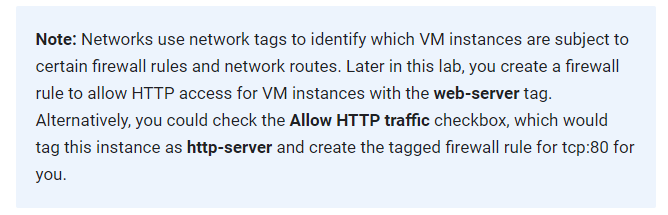 Note: Networks use network tags to identify which VM instances are subject to
certain firewall rules and network routes. Later in this lab, you create a firewall
rule to allow HTTP access for VM instances with the web-server tag.
Alternatively, you could check the Allow HTTP traffic checkbox, which would
tag this instance as http-server and create the tagged firewall rule for tcp:80 for
you.